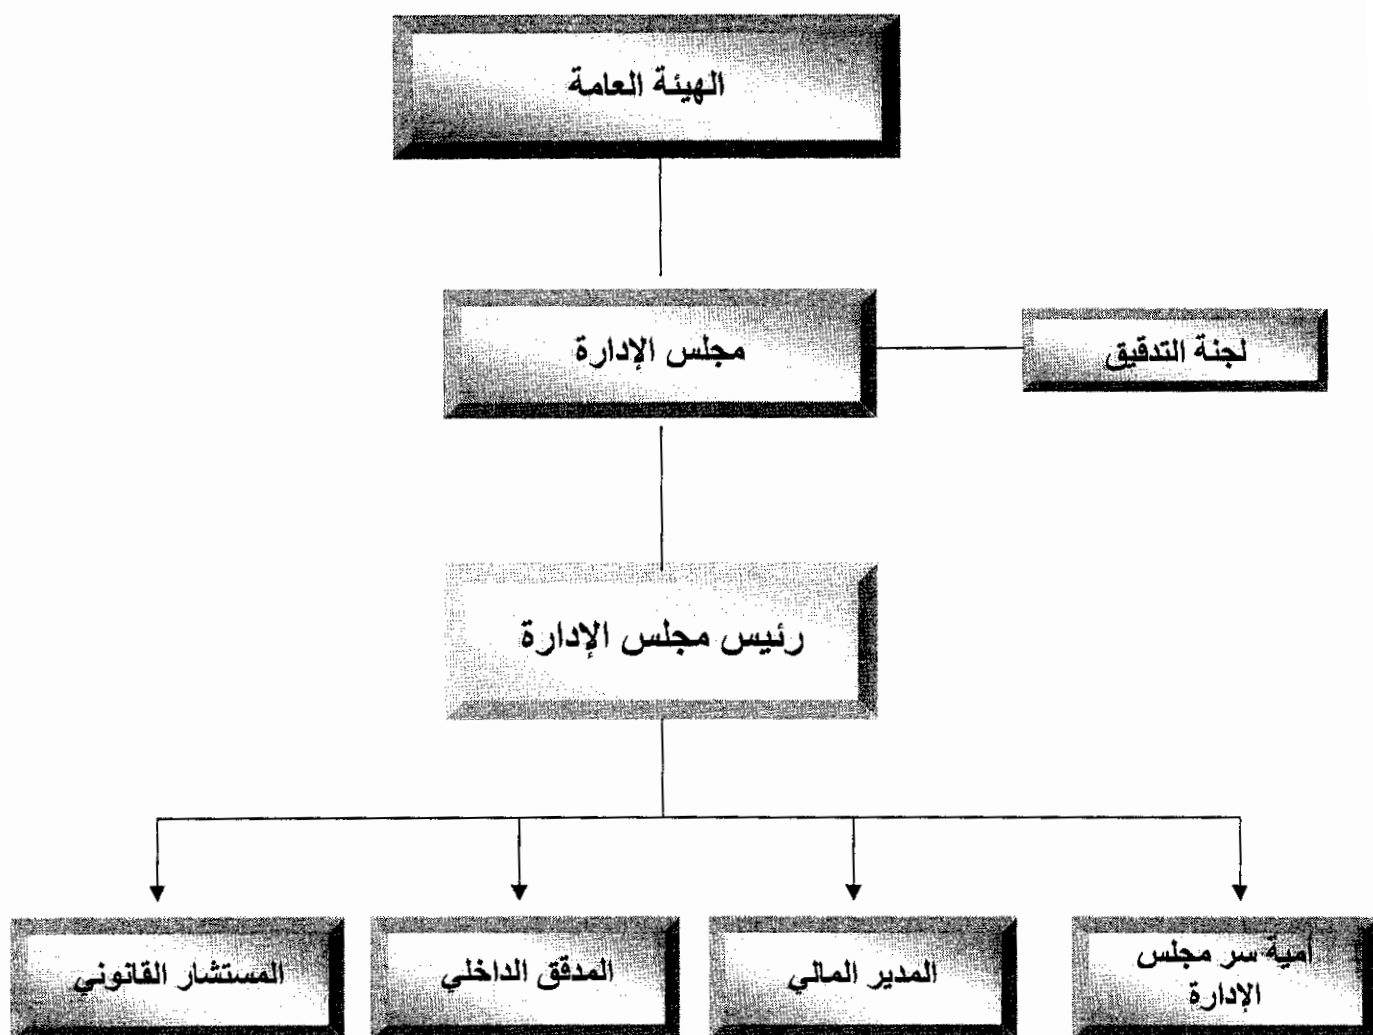 الهيئة العامة
مجلس الإدارة
لجنة التدقيق
رئيس مجلس الإدارة
أمية سر مجلس
الإدارة
المدير المالي
المدقق الداخلي
المستشار القانوني